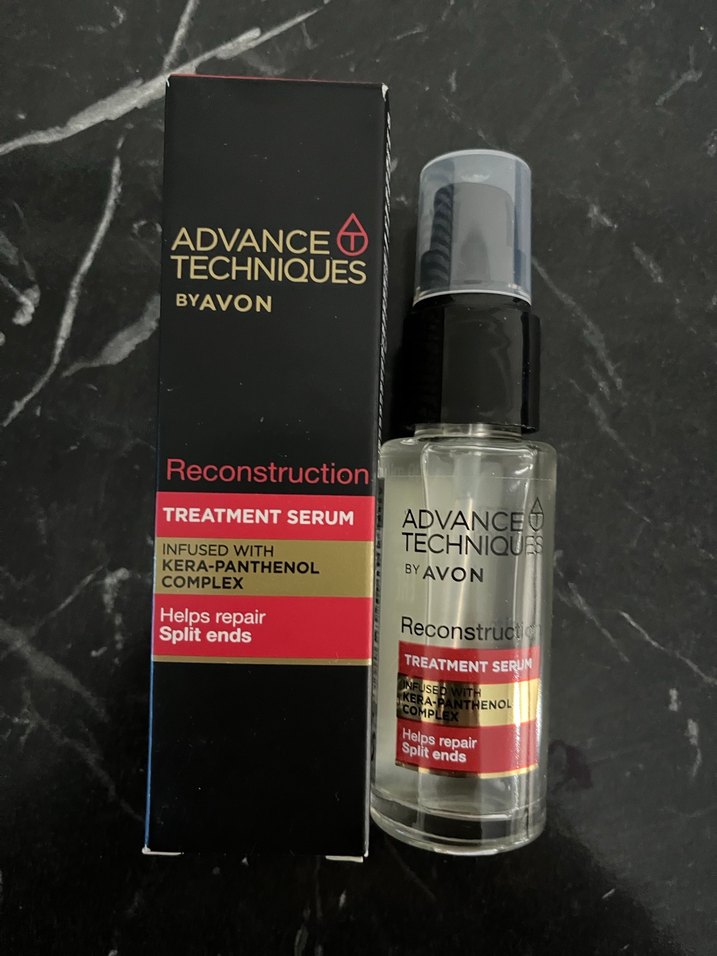 ADVANCE T
TECHNIQUES
BY AVON
Reconstruction
TREATMENT SERUM
INFUSED WITH
KERA-PANTHENOL
COMPLEX
Helps repair
Split ends
ADVANCE T
TECHNIQUES
BY AVON
Reconstruction
TREATMENT SERUM
INFUSED WITH
KERA-PANTHENOL
COMPLEX
Helps repair
Split ends